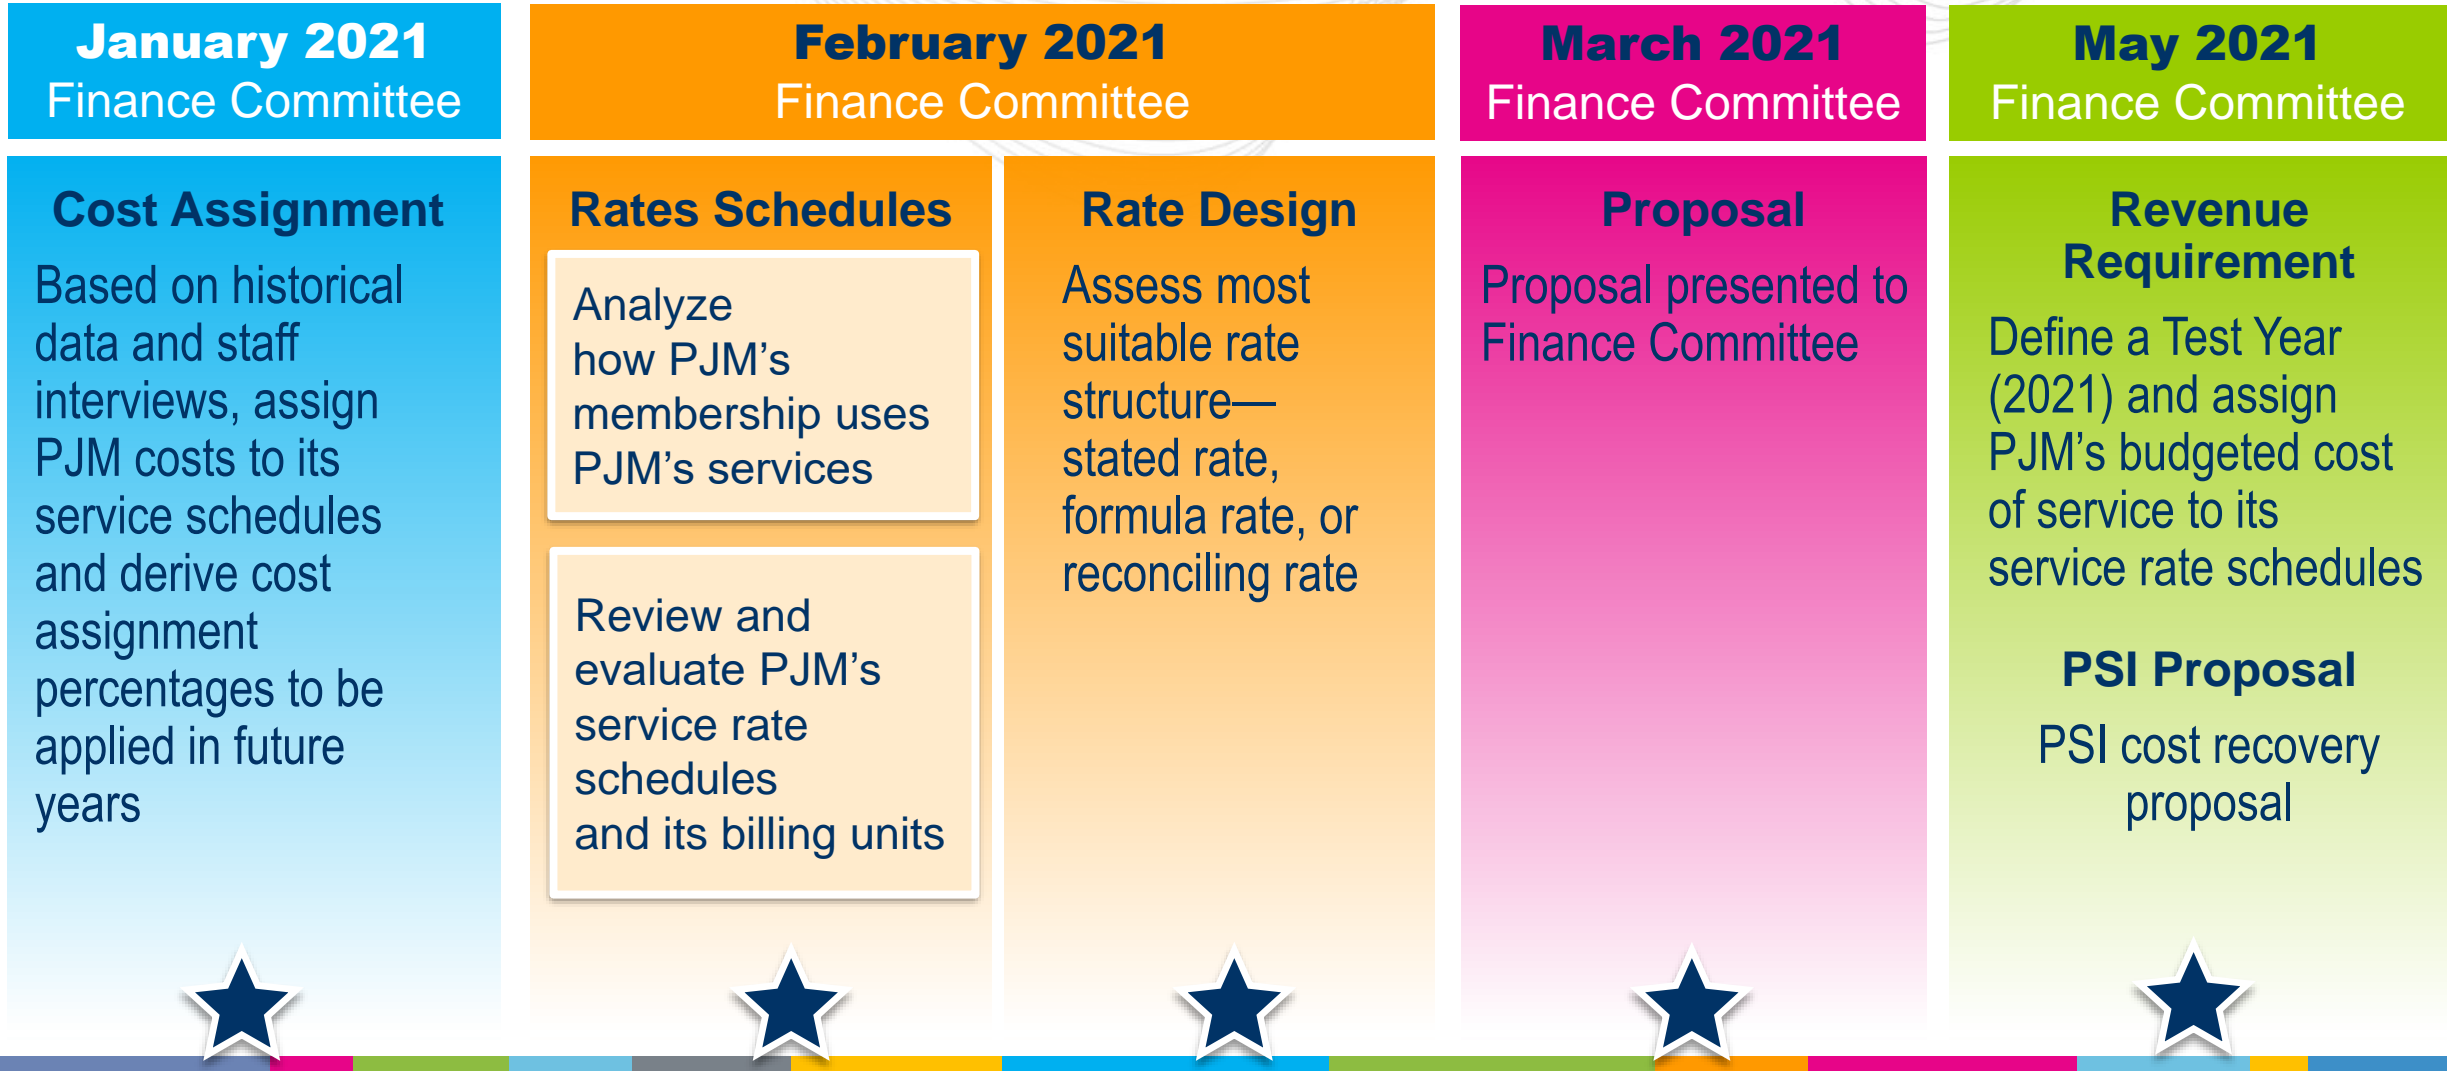 January 2021
Finance Committee
Cost Assignment
Based on historical
data and staff
interviews, assign
PJM costs to its
service schedules
and derive cost
assignment
percentages to be
applied in future
years
February 2021
Finance Committee
Rates Schedules
Analyze
how PJM’s
membership uses
PJM’s services
Review and
evaluate PJM’s
service rate
schedules
and its billing units
Rate Design
Assess most
suitable rate
structure—
stated rate,
formula rate, or
reconciling rate
March 2021
Finance Committee
Proposal
Proposal presented to
Finance Committee
May 2021
Finance Committee
Revenue
Requirement
Define a Test Year
(2021) and assign
PJM’s budgeted cost
of service to its
service rate schedules
PSI Proposal
PSI cost recovery
proposal